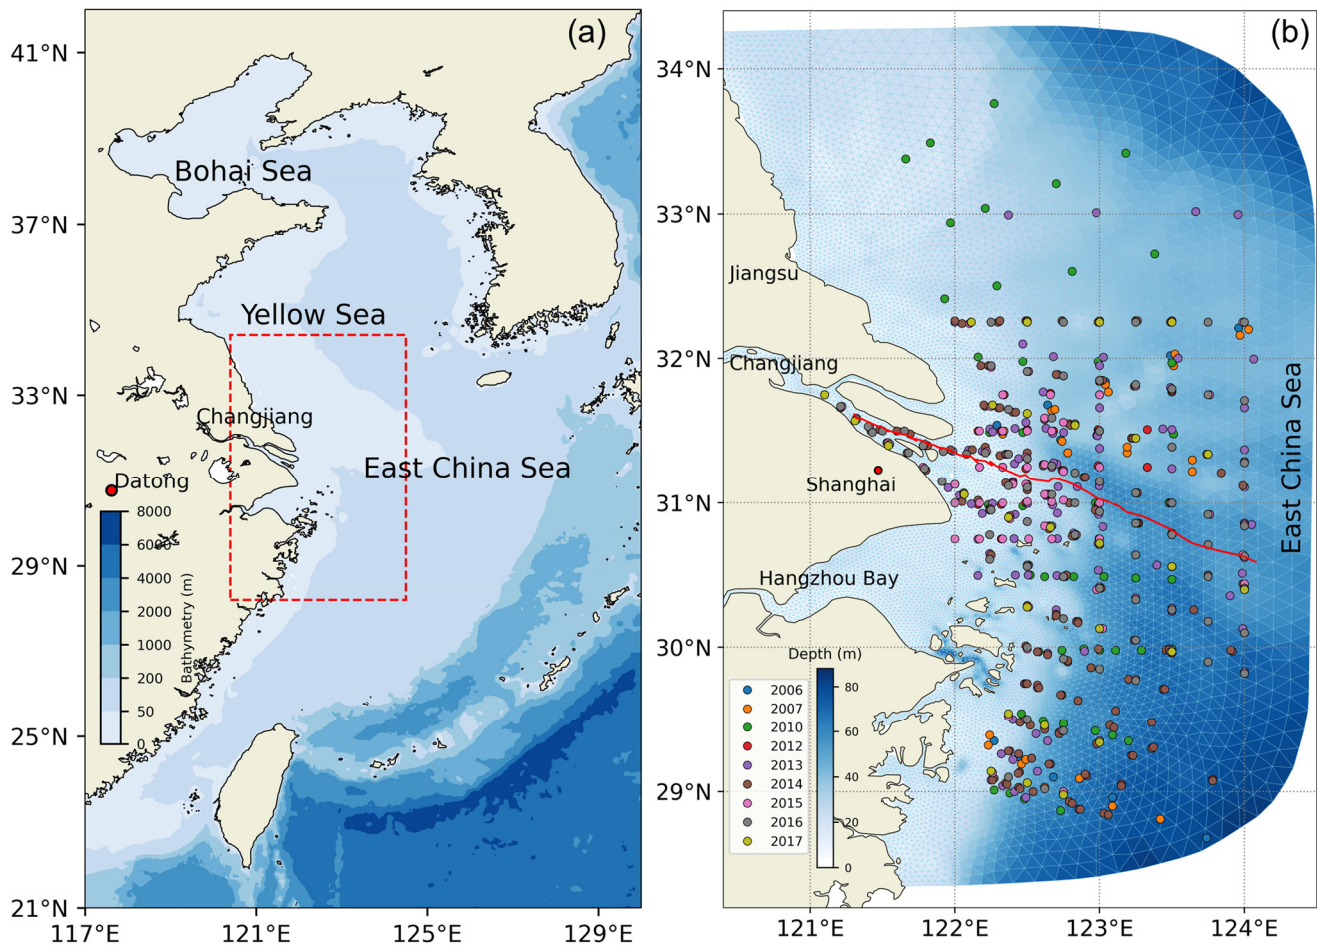 (a)
41°N
37°N
33°N
29°N
25°N
21°N
117°E
121°E
125°E
129°E
Bohai Sea
Yellow Sea
Changjiang
East China Sea
Datong
8000
6000
4000
2000
1000
200
50
0
Bathymetry (m)
(b)
34°N
33°N
32°N
31°N
30°N
29°N
121°E
122°E
123°E
124°E
Jiangsu
Changjiang
Shanghai
Hangzhou Bay
East China Sea
Depth (m)
80
60
40
20
0
2006
2007
2010
2012
2013
2014
2015
2016
2017